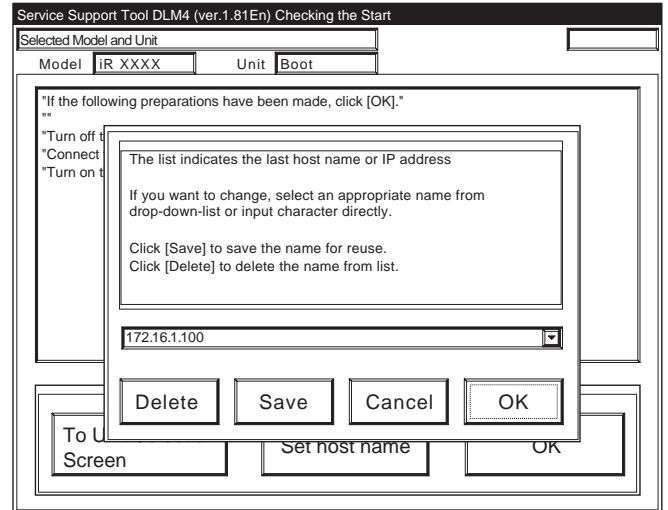 Service Support Tool DLM4 (ver.1.81En) Checking the Start
Selected Model and Unit
Model iR XXXX Unit Boot
"If the following preparations have been made, click [OK]."
""
"Turn off t
"Connect
"Turn on t
The list indicates the last host name or IP address
If you want to change, select an appropriate name from
drop-down-list or input character directly.
Click [Save] to save the name for reuse.
Click [Delete] to delete the name from list.
172.16.1.100
Delete Save Cancel OK
To U
Screen
Set host name
OK